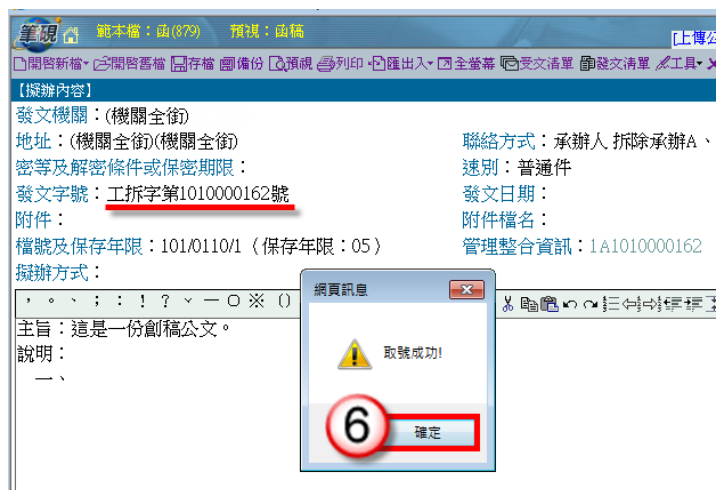 筆硯 範本檔：函(879) 預視：函稿
[上傳公
開啓新檔 開啓舊檔 存檔 備份 預視 列印 匯出入 全螢幕 受文清單 發文清單 工具
【擬辦內容】
發文機關：(機關全銜)
地址：(機關全銜)(機關全銜) 聯絡方式：承辦人 拆除承辦A、
密等及解密條件或保密期限： 速別：普通件
發文字號：工拆字第1010000162號 發文日期：
附件： 附件檔名：
檔號及保存年限：101/0110/1（保存年限：05） 管理整合資訊：1A1010000162
擬辦方式：
，。、；：！？ˇ—○※（）
主旨：這是一份創稿公文。
說明：
一、
網頁訊息
取號成功!
6 確定